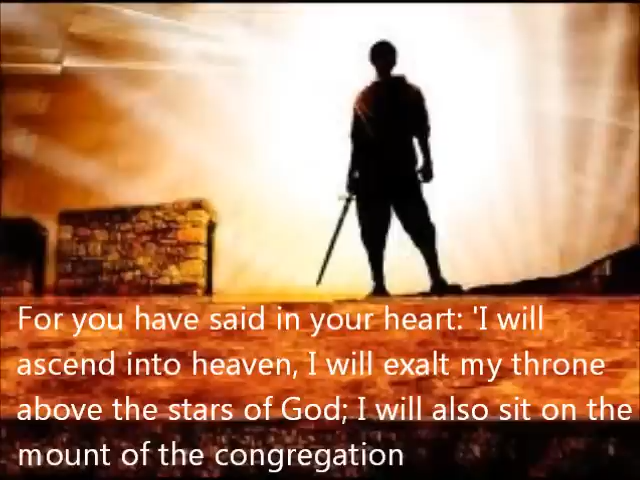 For you have said in your heart: 'I will
ascend into heaven, I will exalt my throne
above the stars of God; I will also sit on the
mount of the congregation